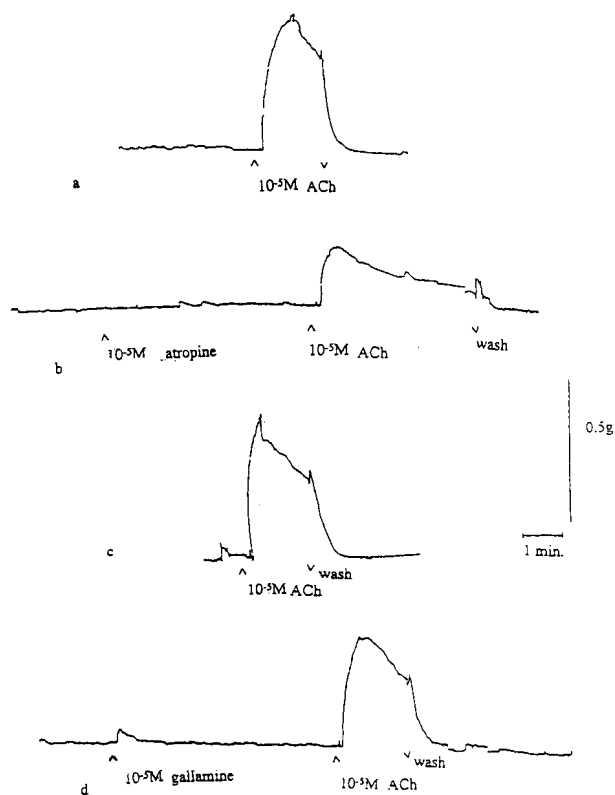 a
10⁻⁵M ACh
10⁻⁵M atropine
10⁻⁵M ACh
wash
b
0.5g
1 min.
c
wash
10⁻⁵M ACh
wash
10⁻⁵M gallamine
10⁻⁵M ACh
d